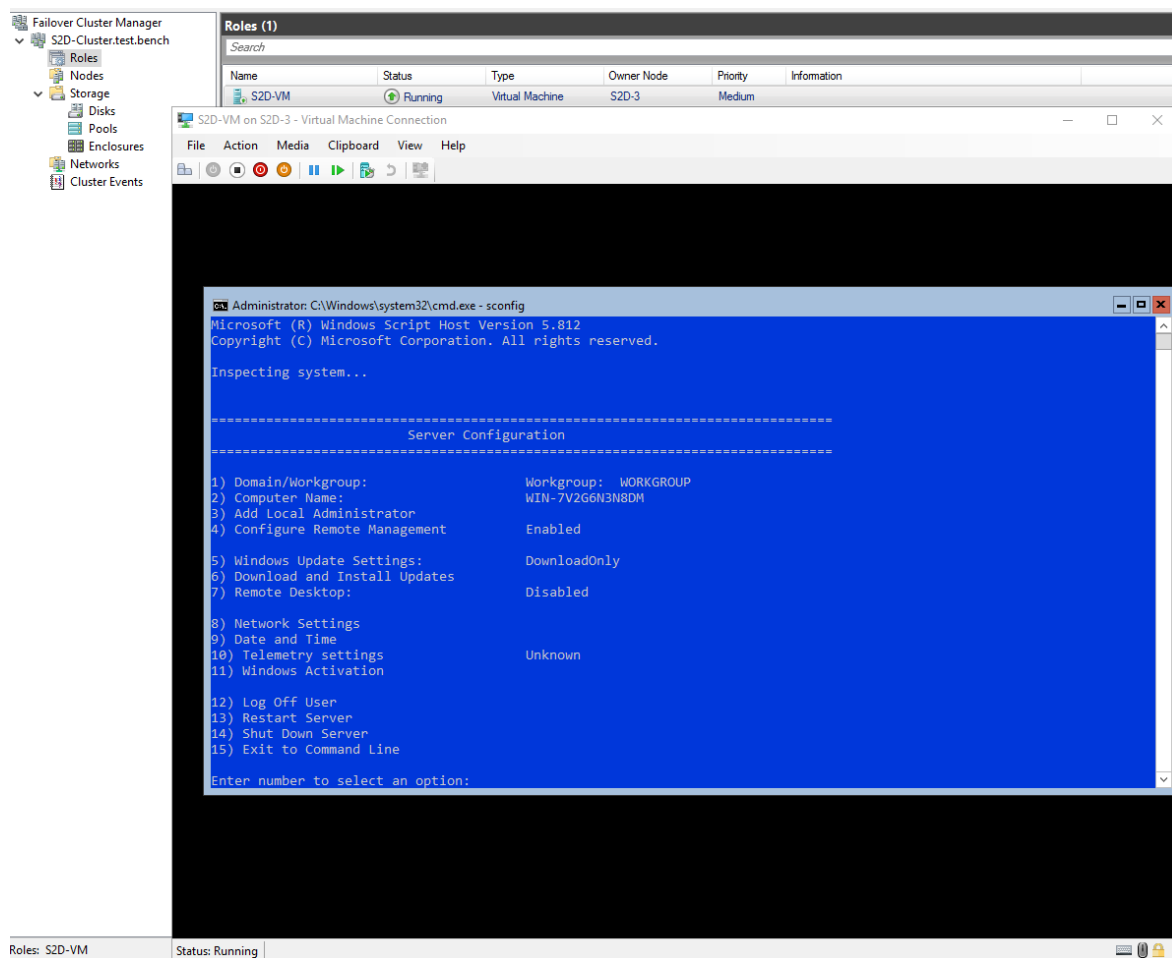 Failover Cluster Manager
S2D-Cluster.test.bench
Roles
Nodes
Storage
Disks
Pools
Enclosures
Networks
Cluster Events
Roles (1)
Search
Name Status Type Owner Node Priority Information
S2D-VM Running Virtual Machine S2D-3 Medium
S2D-VM on S2D-3 - Virtual Machine Connection
File Action Media Clipboard View Help
Administrator: C:\Windows\system32\cmd.exe - sconfig
Microsoft (R) Windows Script Host Version 5.812
Copyright (C) Microsoft Corporation. All rights reserved.
Inspecting system...
===============================================================================
Server Configuration
===============================================================================
1) Domain/Workgroup: Workgroup: WORKGROUP
2) Computer Name: WIN-7V2G6N3N8DM
3) Add Local Administrator
4) Configure Remote Management Enabled
5) Windows Update Settings: DownloadOnly
6) Download and Install Updates
7) Remote Desktop: Disabled
8) Network Settings
9) Date and Time
10) Telemetry settings Unknown
11) Windows Activation
12) Log Off User
13) Restart Server
14) Shut Down Server
15) Exit to Command Line
Enter number to select an option:
Roles: S2D-VM
Status: Running